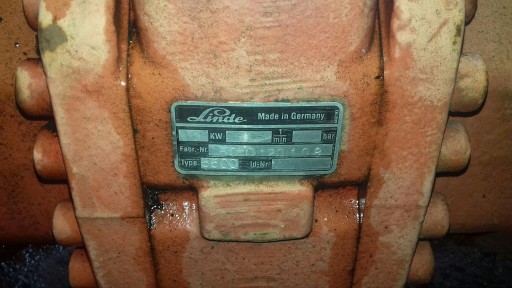 Linde Made in Germany
KW 1 min bar
Fabr.-Nr.
Type Id-Nr